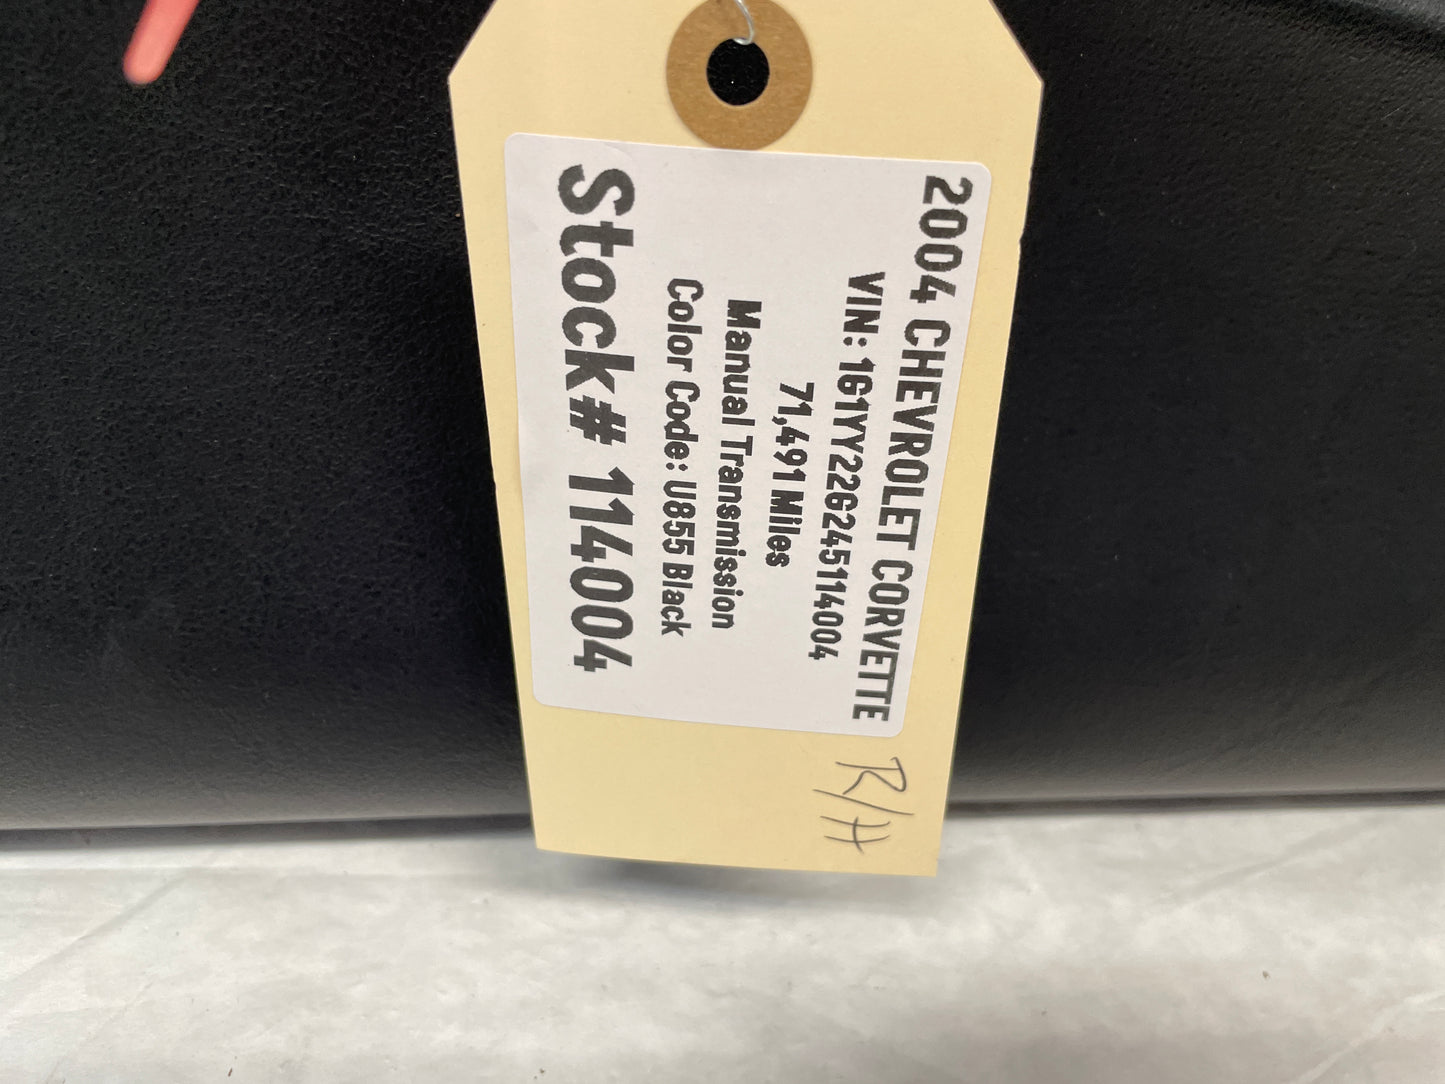 2004 CHEVROLET CORVETTE
VIN: 1G1YY22G245114004
71,491 Miles
Manual Transmission
Color Code: U855 Black
Stock# 114004
R/H